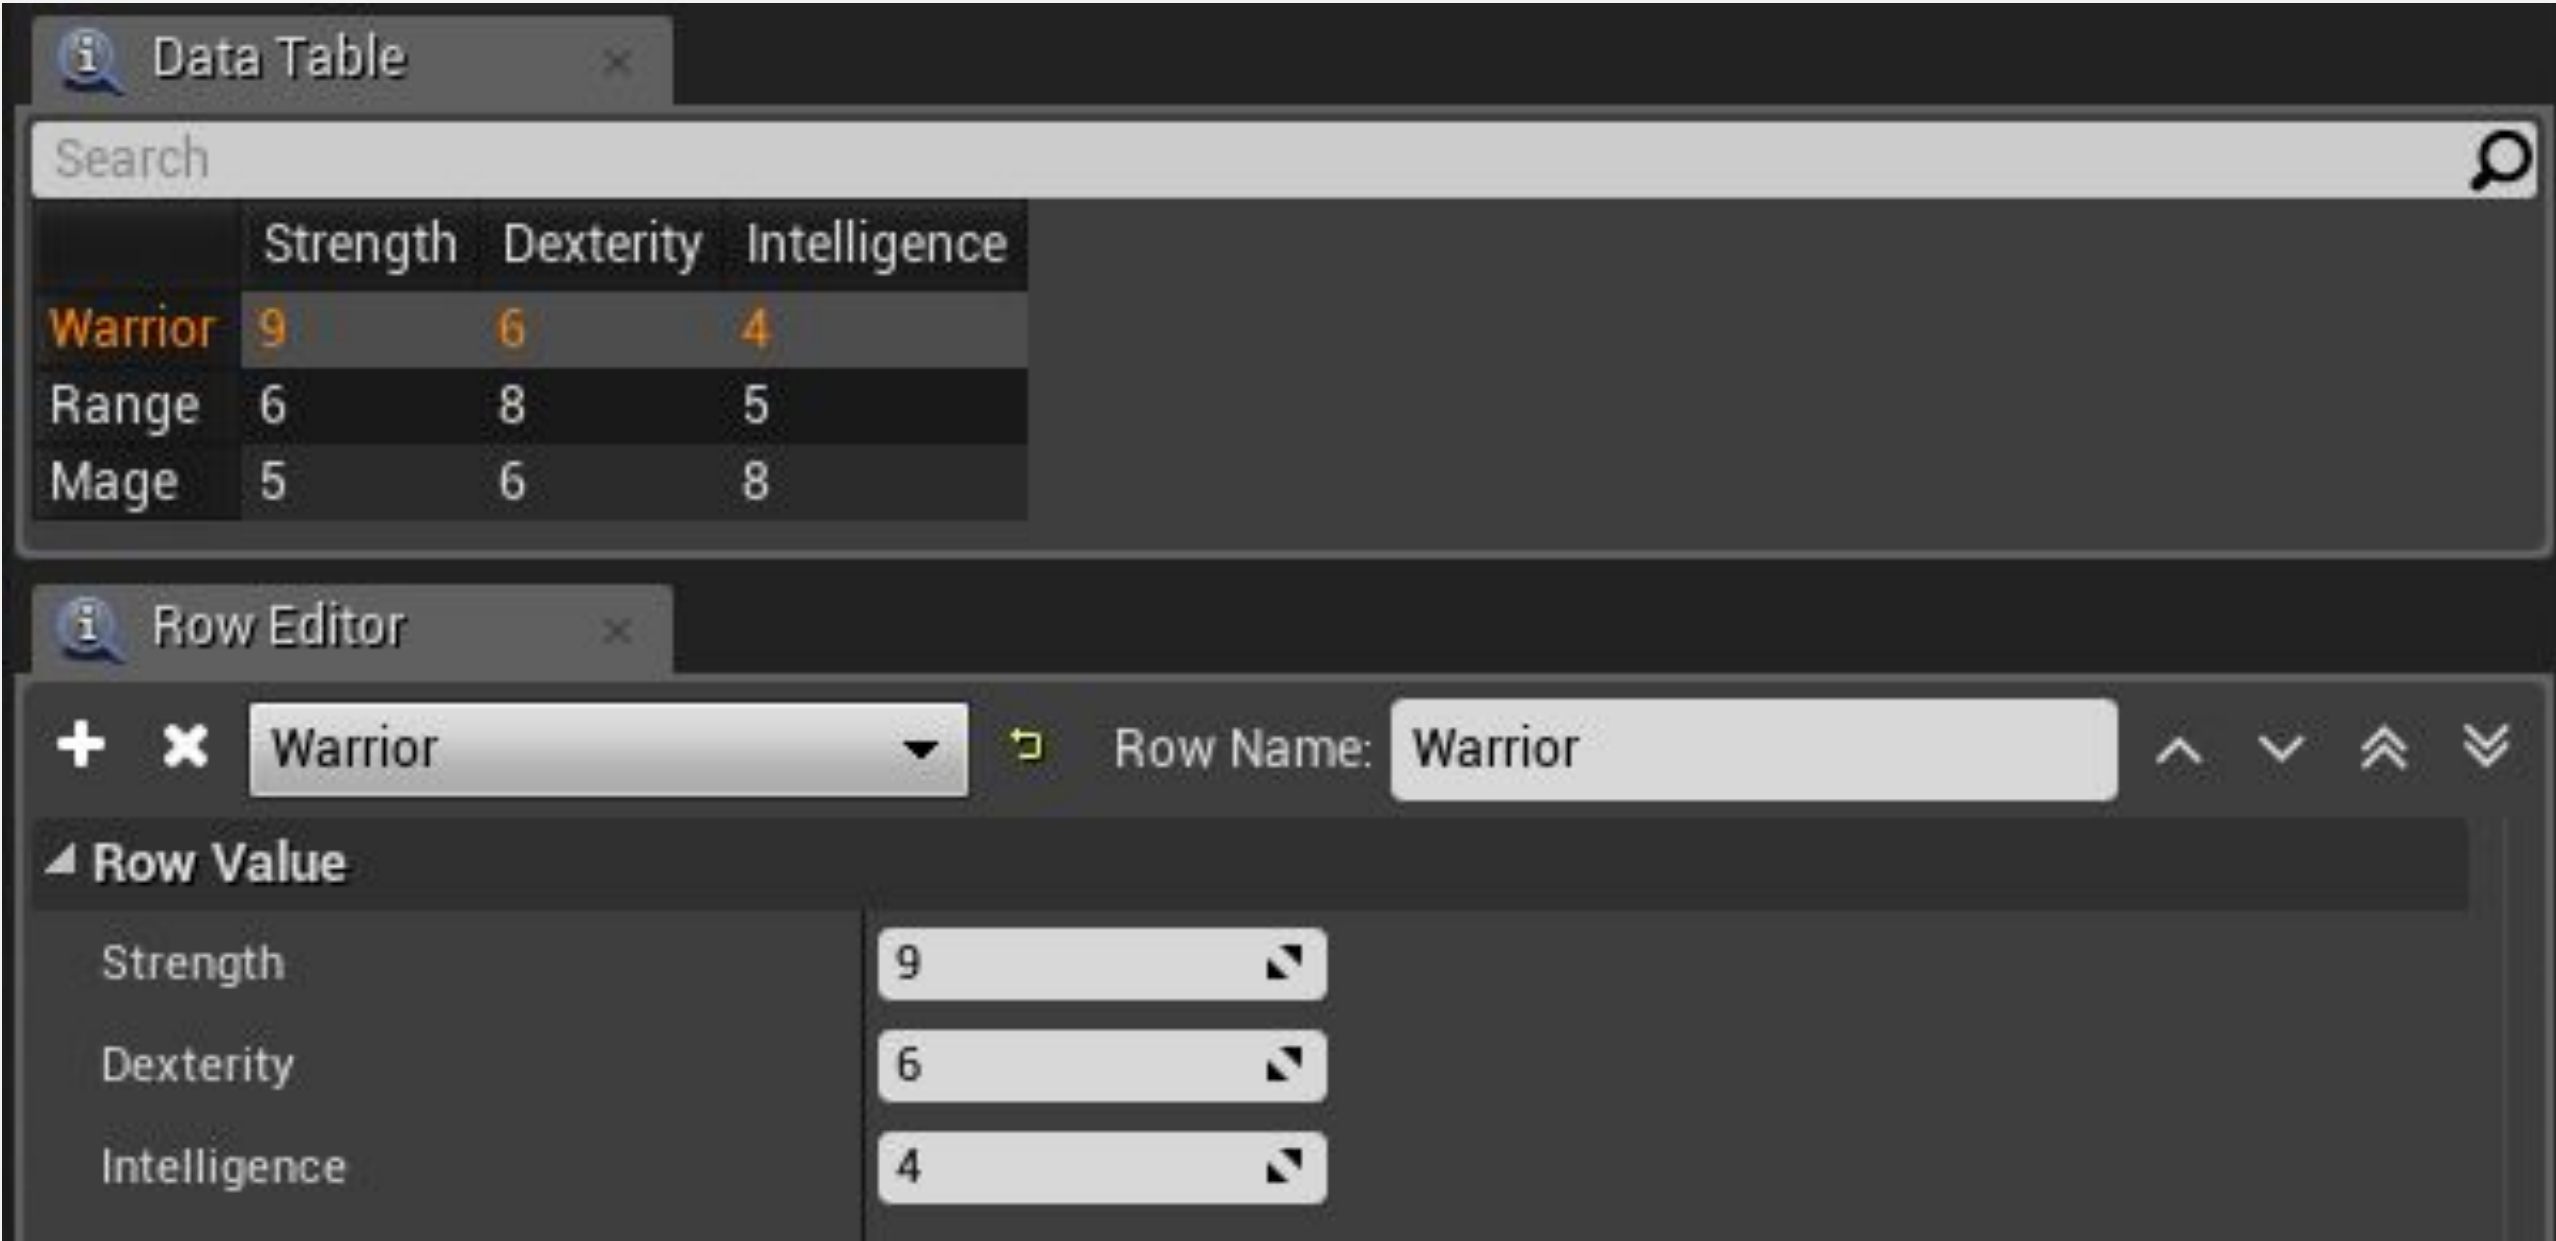 Data Table
Search
Strength Dexterity Intelligence
Warrior 9 6 4
Range 6 8 5
Mage 5 6 8
Row Editor
Warrior Row Name: Warrior
Row Value
Strength 9
Dexterity 6
Intelligence 4